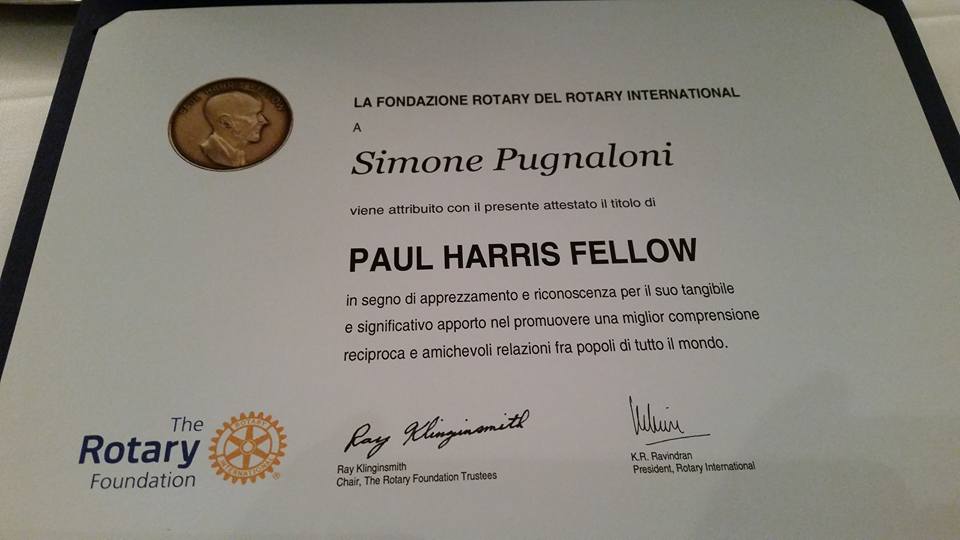 PAUL HARRIS FELLOW
LA FONDAZIONE ROTARY DEL ROTARY INTERNATIONAL
A
Simone Pugnaloni
viene attribuito con il presente attestato il titolo di
PAUL HARRIS FELLOW
in segno di apprezzamento e riconoscenza per il suo tangibile
e significativo apporto nel promuovere una miglior comprensione
reciproca e amichevoli relazioni fra popoli di tutto il mondo.
The
Rotary
Foundation
ROTARY
INTERNATIONAL
®
Ray Klinginsmith
Ray Klinginsmith
Chair, The Rotary Foundation Trustees
K.R. Ravindran
President, Rotary International